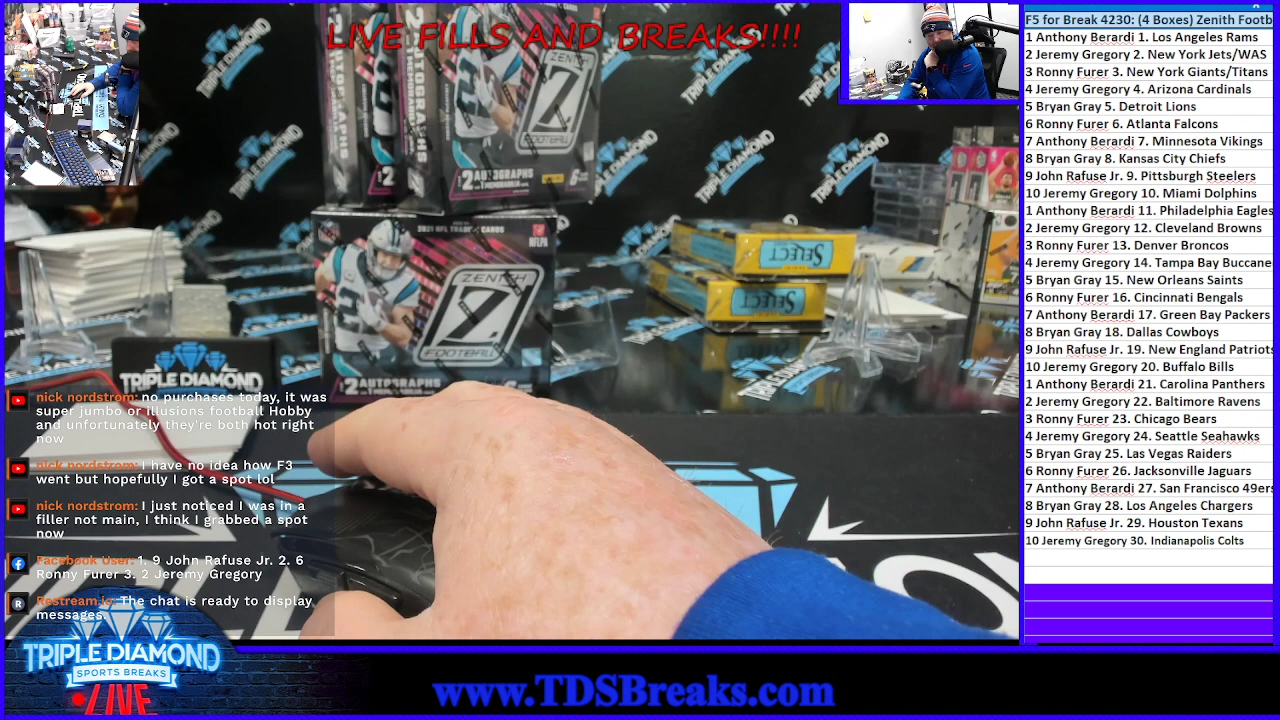 LIVE FILLS AND BREAKS!!!!
F5 for Break 4230: (4 Boxes) Zenith Footb
1 Anthony Berardi 1. Los Angeles Rams
2 Jeremy Gregory 2. New York Jets/WAS
3 Ronny Furer 3. New York Giants/Titans
4 Jeremy Gregory 4. Arizona Cardinals
5 Bryan Gray 5. Detroit Lions
6 Ronny Furer 6. Atlanta Falcons
7 Anthony Berardi 7. Minnesota Vikings
8 Bryan Gray 8. Kansas City Chiefs
9 John Rafuse Jr. 9. Pittsburgh Steelers
10 Jeremy Gregory 10. Miami Dolphins
1 Anthony Berardi 11. Philadelphia Eagles
2 Jeremy Gregory 12. Cleveland Browns
3 Ronny Furer 13. Denver Broncos
4 Jeremy Gregory 14. Tampa Bay Buccane
5 Bryan Gray 15. New Orleans Saints
6 Ronny Furer 16. Cincinnati Bengals
7 Anthony Berardi 17. Green Bay Packers
8 Bryan Gray 18. Dallas Cowboys
9 John Rafuse Jr. 19. New England Patriots
10 Jeremy Gregory 20. Buffalo Bills
1 Anthony Berardi 21. Carolina Panthers
2 Jeremy Gregory 22. Baltimore Ravens
3 Ronny Furer 23. Chicago Bears
4 Jeremy Gregory 24. Seattle Seahawks
5 Bryan Gray 25. Las Vegas Raiders
6 Ronny Furer 26. Jacksonville Jaguars
7 Anthony Berardi 27. San Francisco 49ers
8 Bryan Gray 28. Los Angeles Chargers
9 John Rafuse Jr. 29. Houston Texans
10 Jeremy Gregory 30. Indianapolis Colts
TRIPLE DIAMOND
ZENITH
Z
FOOTBALL
2 AUTOGRAPHS
2021 NFL TRADING CARDS
NFLPA
ZENITH
Z
FOOTBALL
2 AUTOGRAPHS
SELECT
SELECT
TRIPLE DIAMOND
nick nordstrom: no purchases today, it was
super jumbo or illusions football Hobby
and unfortunately they're both hot right
now
nick nordstrom: I have no idea how F3
went but hopefully I got a spot lol
nick nordstrom: I just noticed I was in a
filler not main, I think I grabbed a spot
now
Facebook User: 1. 9 John Rafuse Jr. 2. 6
Ronny Furer 3. 2 Jeremy Gregory
Restream.io: The chat is ready to display
messages.
TRIPLE DIAMOND
SPORTS BREAKS
LIVE
www.TDSBreaks.com